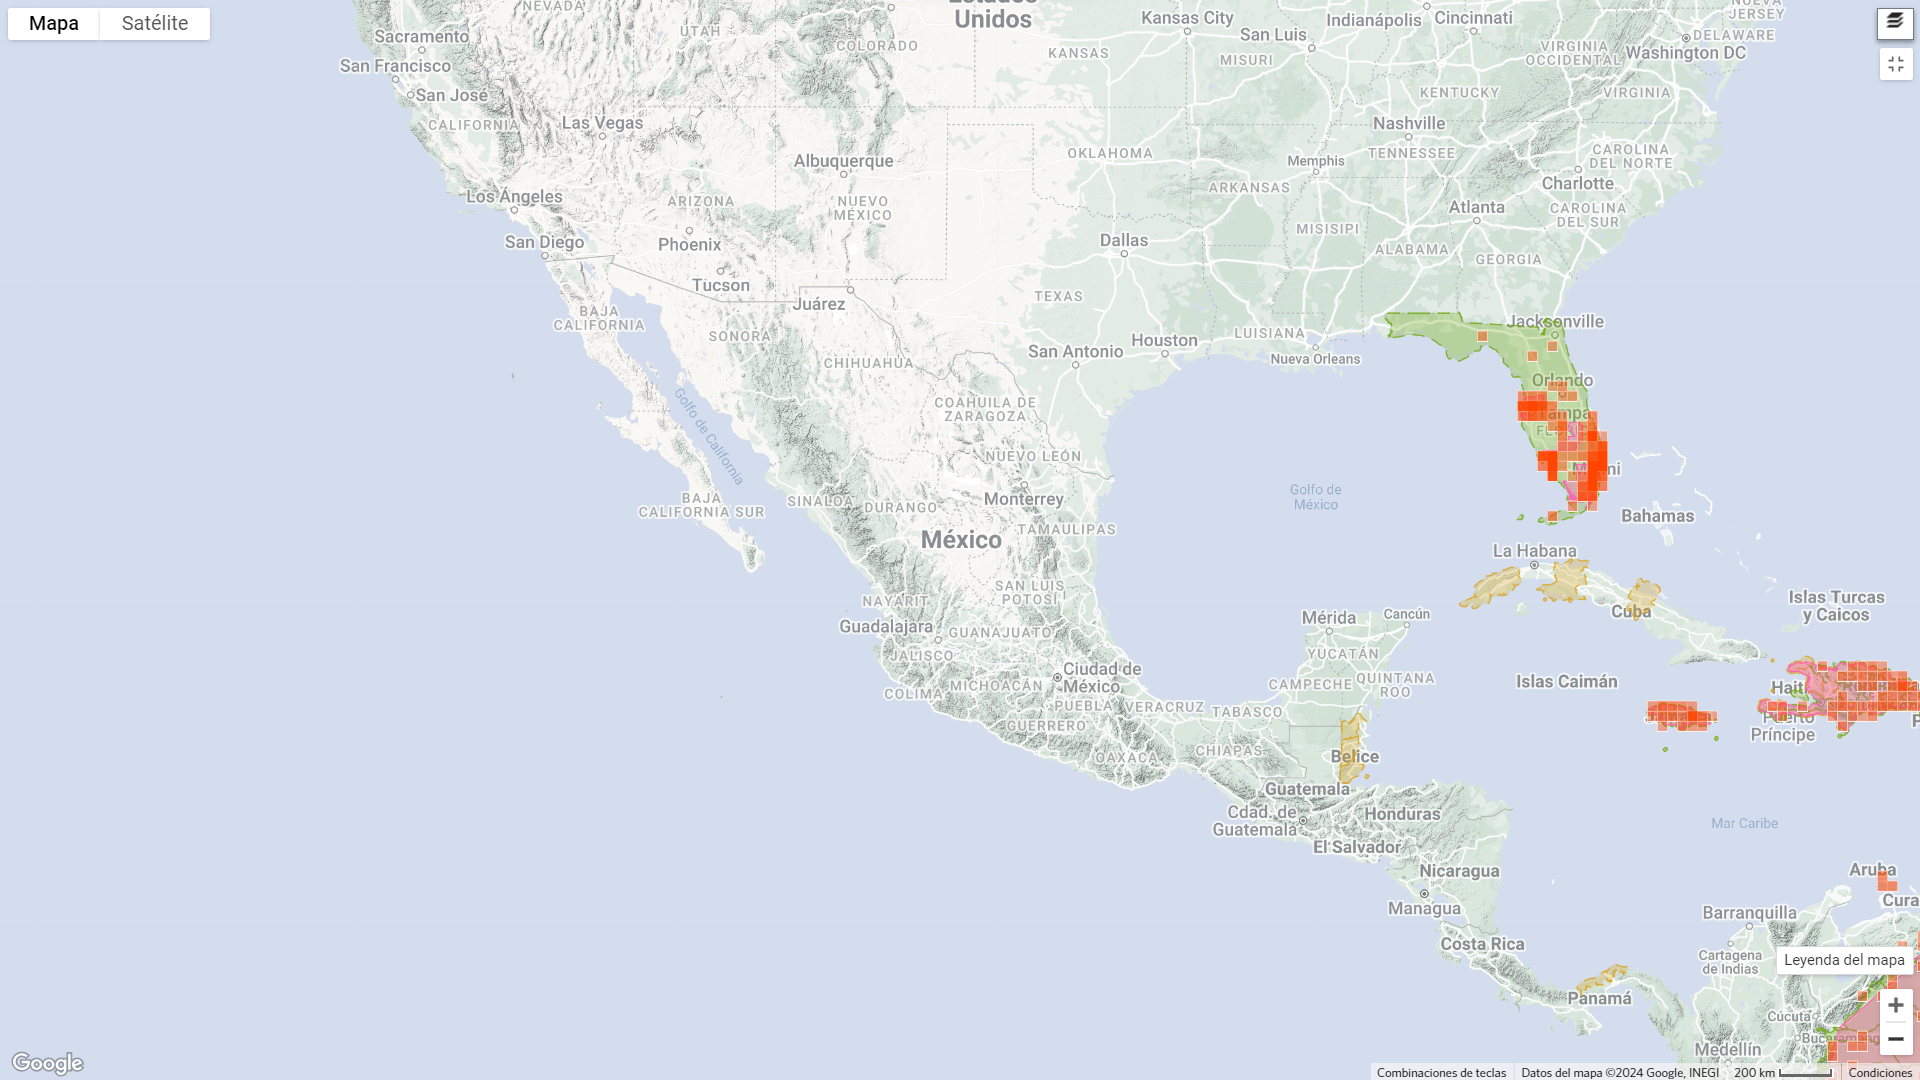 Mapa
Satélite
NEVADA
Estados
Unidos
Kansas City
Indianápolis
Cincinnati
NUEVA
JERSEY
Sacramento
UTAH
COLORADO
KANSAS
San Luis
MISURI
VIRGINIA
OCCIDENTAL
DELAWARE
Washington DC
San Francisco
San José
KENTUCKY
VIRGINIA
CALIFORNIA
Las Vegas
Nashville
Albuquerque
OKLAHOMA
Memphis
TENNESSEE
CAROLINA
DEL NORTE
Los Ángeles
ARIZONA
NUEVO
MÉXICO
ARKANSAS
Charlotte
Atlanta
CAROLINA
DEL SUR
San Diego
Phoenix
Dallas
MISISIPI
ALABAMA
GEORGIA
Tucson
Juárez
TEXAS
BAJA
CALIFORNIA
SONORA
CHIHUAHUA
San Antonio
Houston
LUISIANA
Nueva Orleans
Jacksonville
Orlando
Tampa
Golfo de California
COAHUILA DE
ZARAGOZA
NUEVO LEÓN
BAJA
CALIFORNIA SUR
SINALOA
DURANGO
Monterrey
Golfo de
México
Bahamas
México
TAMAULIPAS
La Habana
SAN LUIS
POTOSÍ
NAYARIT
Guadalajara
GUANAJUATO
Mérida
Cancún
Cuba
Islas Turcas
y Caicos
JALISCO
YUCATÁN
Ciudad de
México
COLIMA
MICHOACÁN
CAMPECHE
QUINTANA
ROO
Islas Caimán
Haití
PUEBLA
VERACRUZ
TABASCO
GUERRERO
Puerto
Príncipe
OAXACA
CHIAPAS
Belice
Guatemala
Cdad. de
Guatemala
Honduras
Mar Caribe
El Salvador
Nicaragua
Aruba
Managua
Barranquilla
Cura
Costa Rica
Cartagena
de Indias
Leyenda del mapa
Panamá
Cúcuta
Medellín
Google
Combinaciones de teclas
Datos del mapa ©2024 Google, INEGI
200 km
Condiciones